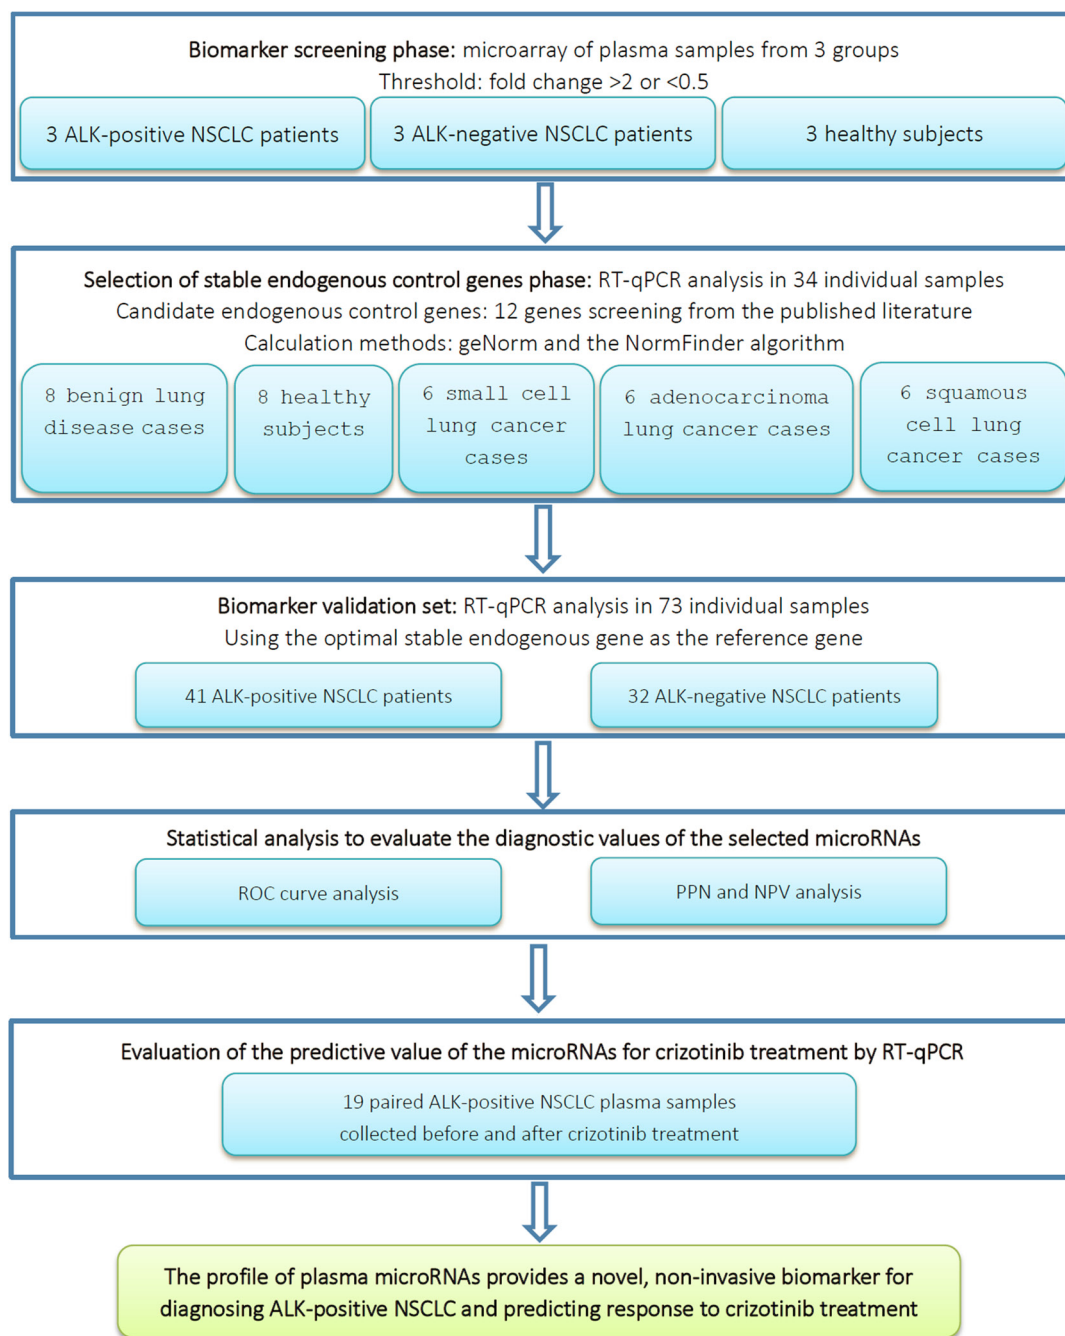 Biomarker screening phase: microarray of plasma samples from 3 groups
Threshold: fold change >2 or <0.5
3 ALK-positive NSCLC patients
3 ALK-negative NSCLC patients
3 healthy subjects
Selection of stable endogenous control genes phase: RT-qPCR analysis in 34 individual samples
Candidate endogenous control genes: 12 genes screening from the published literature
Calculation methods: geNorm and the NormFinder algorithm
8 benign lung
disease cases
8 healthy
subjects
6 small cell
lung cancer
cases
6 adenocarcinoma
lung cancer cases
6 squamous
cell lung
cancer cases
Biomarker validation set: RT-qPCR analysis in 73 individual samples
Using the optimal stable endogenous gene as the reference gene
41 ALK-positive NSCLC patients
32 ALK-negative NSCLC patients
Statistical analysis to evaluate the diagnostic values of the selected microRNAs
ROC curve analysis
PPN and NPV analysis
Evaluation of the predictive value of the microRNAs for crizotinib treatment by RT-qPCR
19 paired ALK-positive NSCLC plasma samples
collected before and after crizotinib treatment
The profile of plasma microRNAs provides a novel, non-invasive biomarker for
diagnosing ALK-positive NSCLC and predicting response to crizotinib treatment